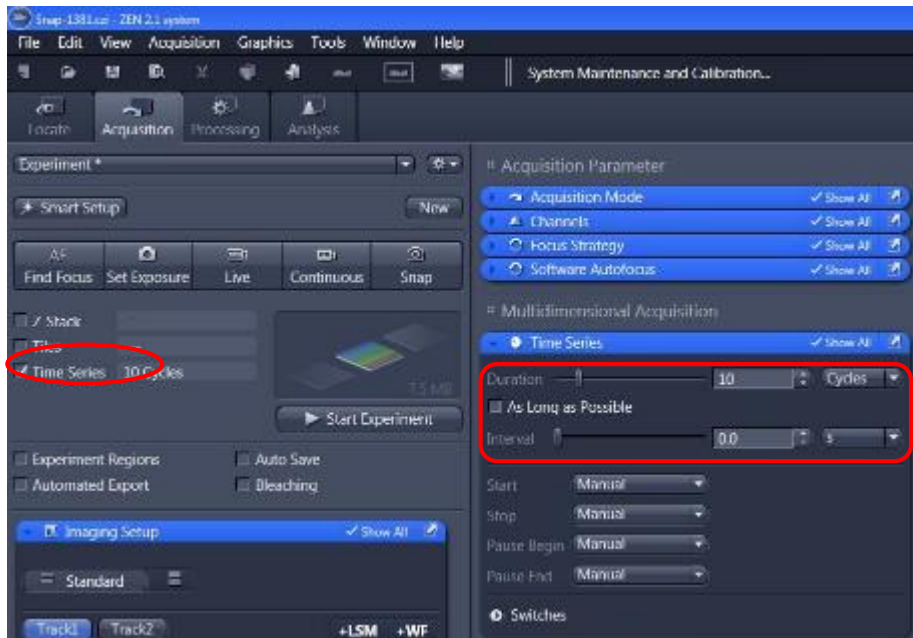 Snap-1381.czi - ZEN 2.1 system
File Edit View Acquisition Graphics Tools Window Help
System Maintenance and Calibration...
Locate Acquisition Processing Analysis
Experiment *
Smart Setup New
AF
Find Focus Set Exposure Live Continuous Snap
Z Stack
Tiles
Time Series 10 Cycles
7.5 MB
Start Experiment
Experiment Regions Auto Save
Automated Export Bleaching
Imaging Setup Show All
Standard
Track1 Track2 +LSM +WF
Acquisition Parameter
Acquisition Mode Show All
Channels Show All
Focus Strategy Show All
Software Autofocus Show All
Multidimensional Acquisition
Time Series Show All
Duration 10 Cycles
As Long as Possible
Interval 0.0 s
Start Manual
Stop Manual
Pause Begin Manual
Pause End Manual
Switches